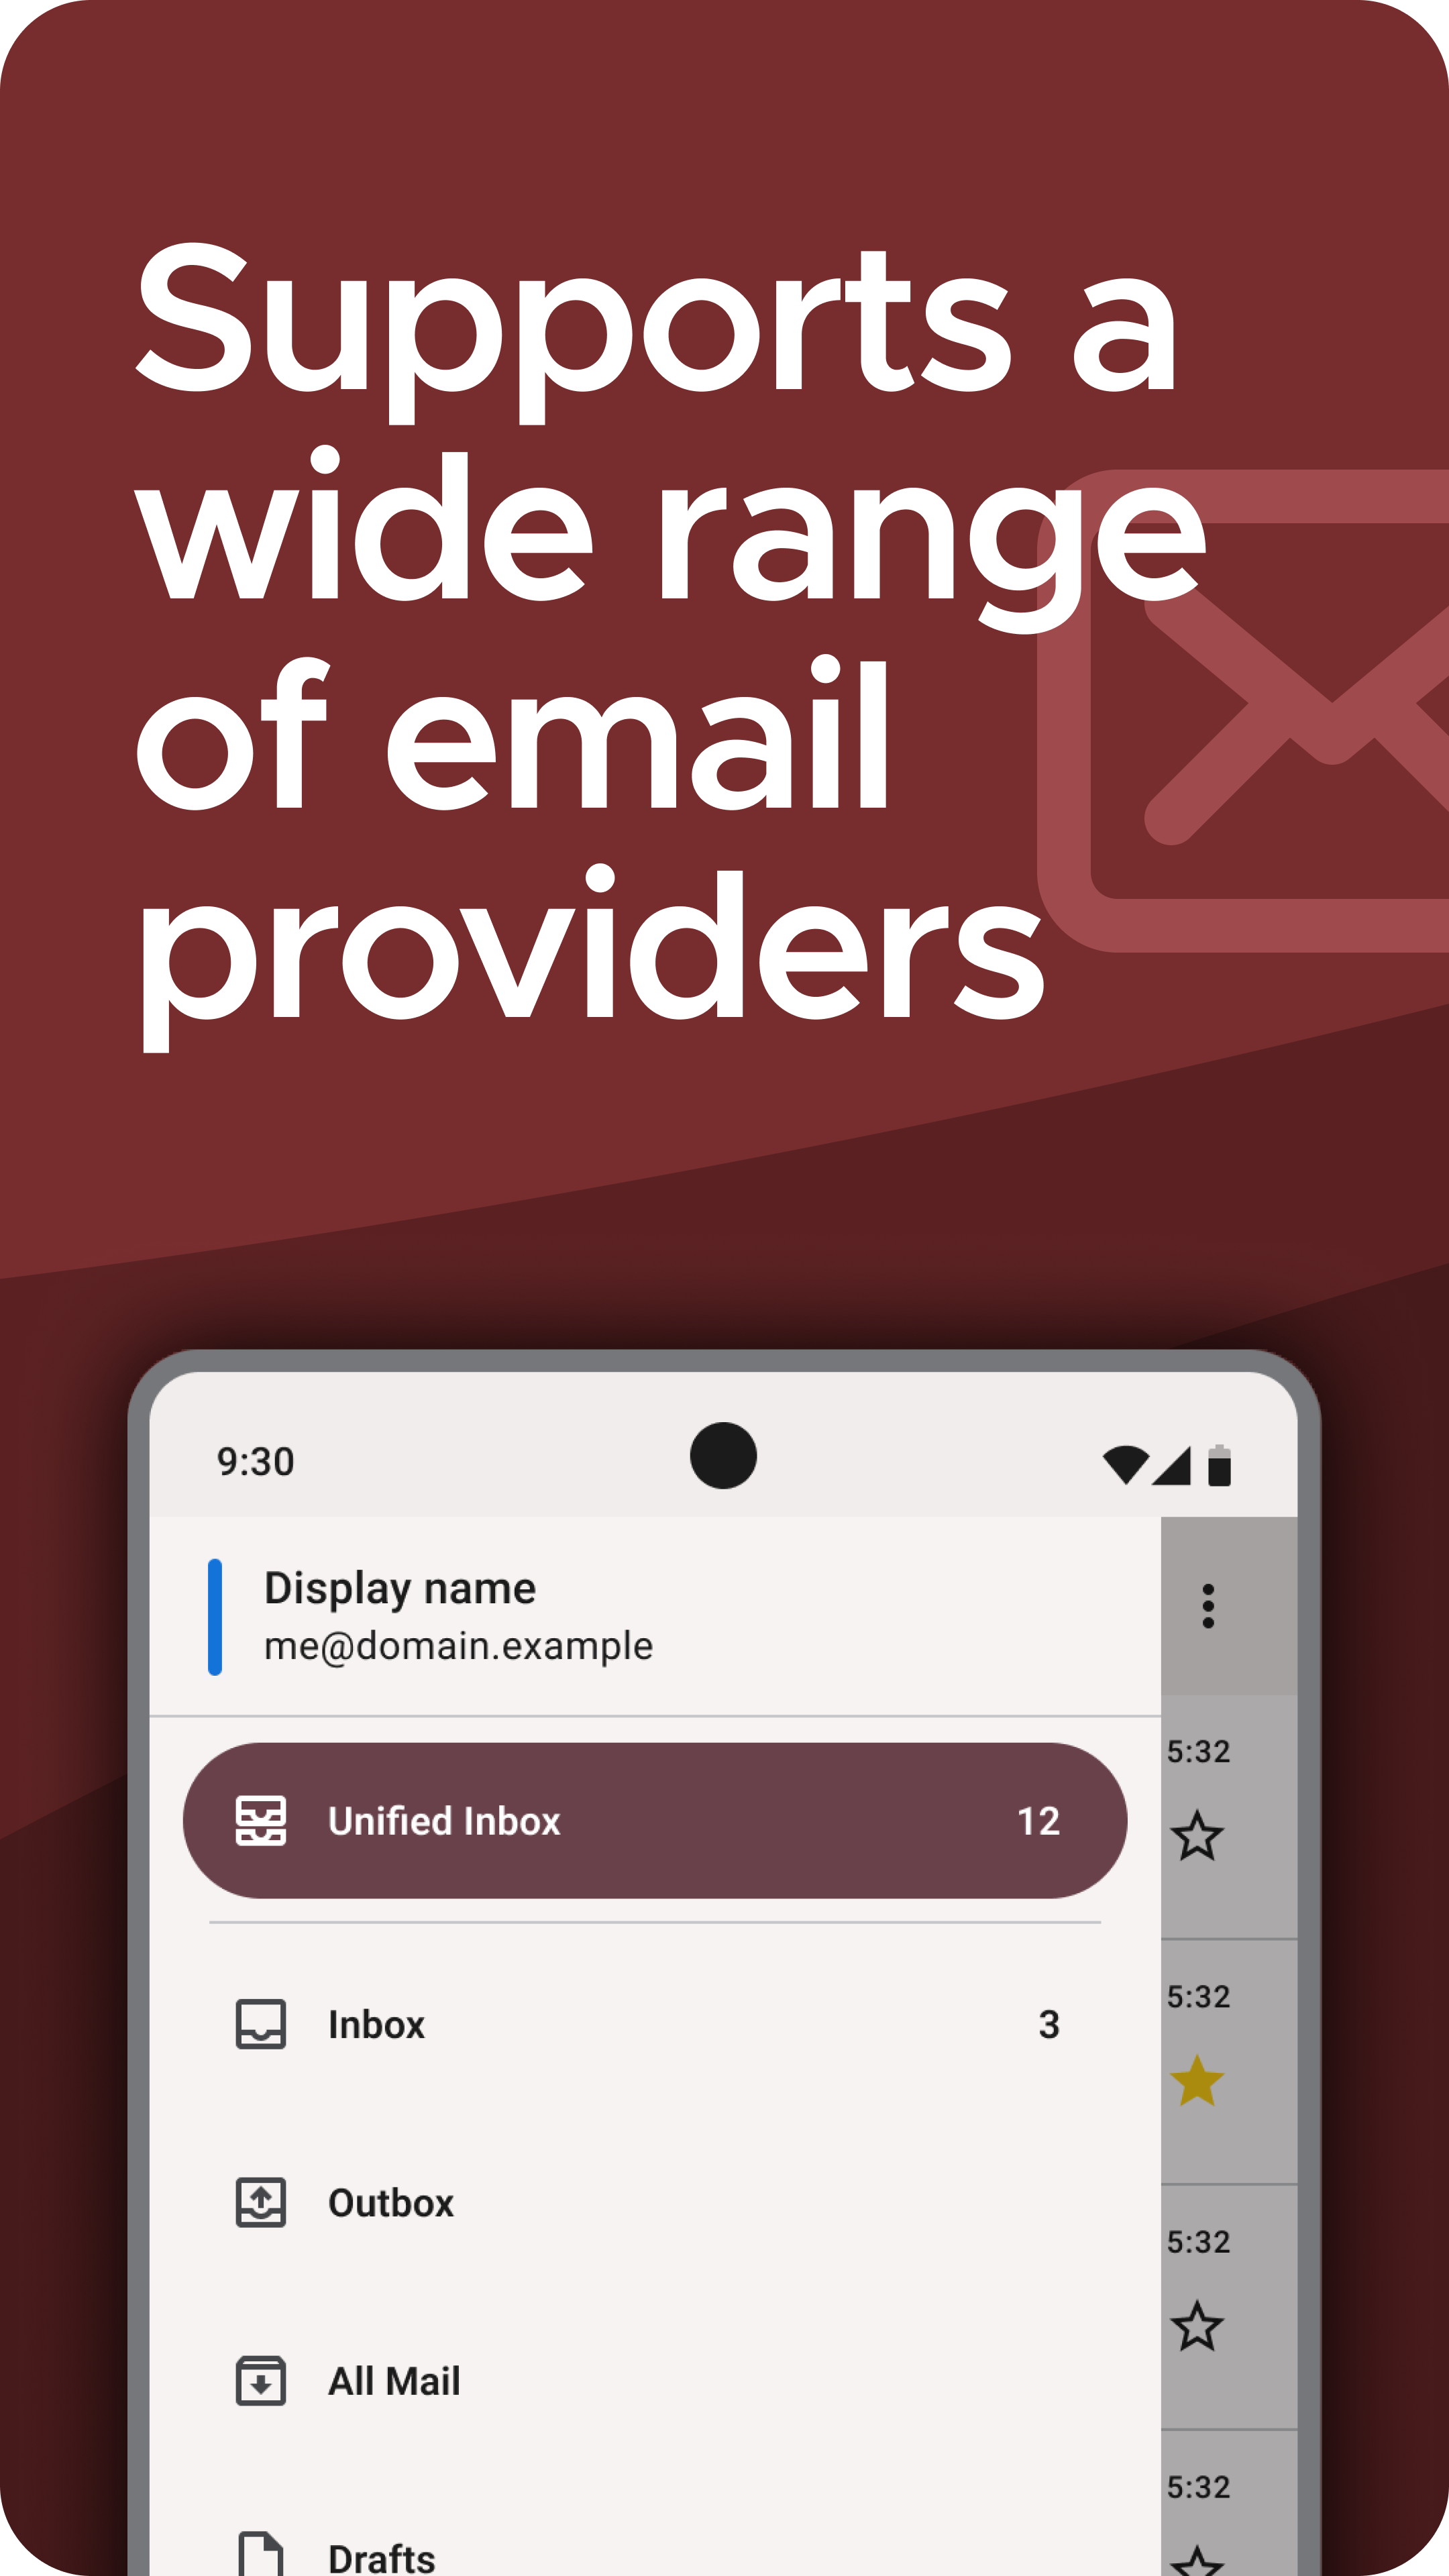 Supports a
wide range
of email
providers
9:30
Display name
me@domain.example
Unified Inbox 12
Inbox 3
Outbox
All Mail
Drafts
5:32
5:32
5:32
5:32